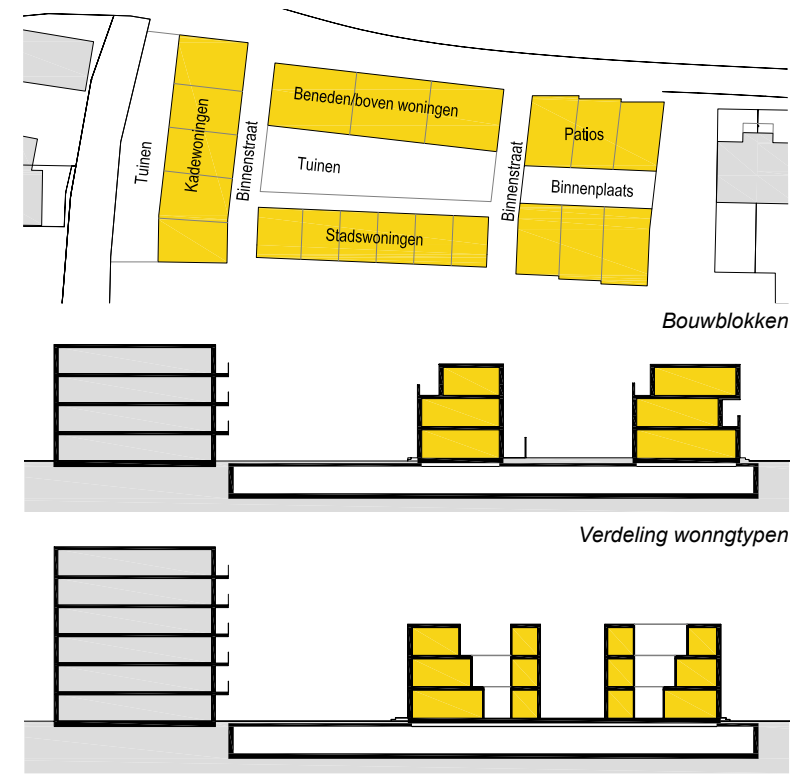 Beneden/boven woningen
Kadewoningen
Tuinen
Binnenstraat
Tuinen
Stadswoningen
Binnenstraat
Patios
Binnenplaats
Bouwblokken
Verdeling wonngtypen